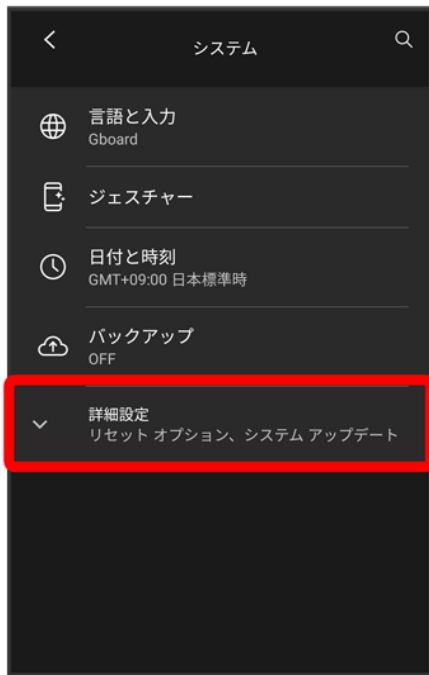 システム
言語と入力
Gboard
ジェスチャー
日付と時刻
GMT+09:00 日本標準時
バックアップ
OFF
詳細設定
リセット オプション、システム アップデート